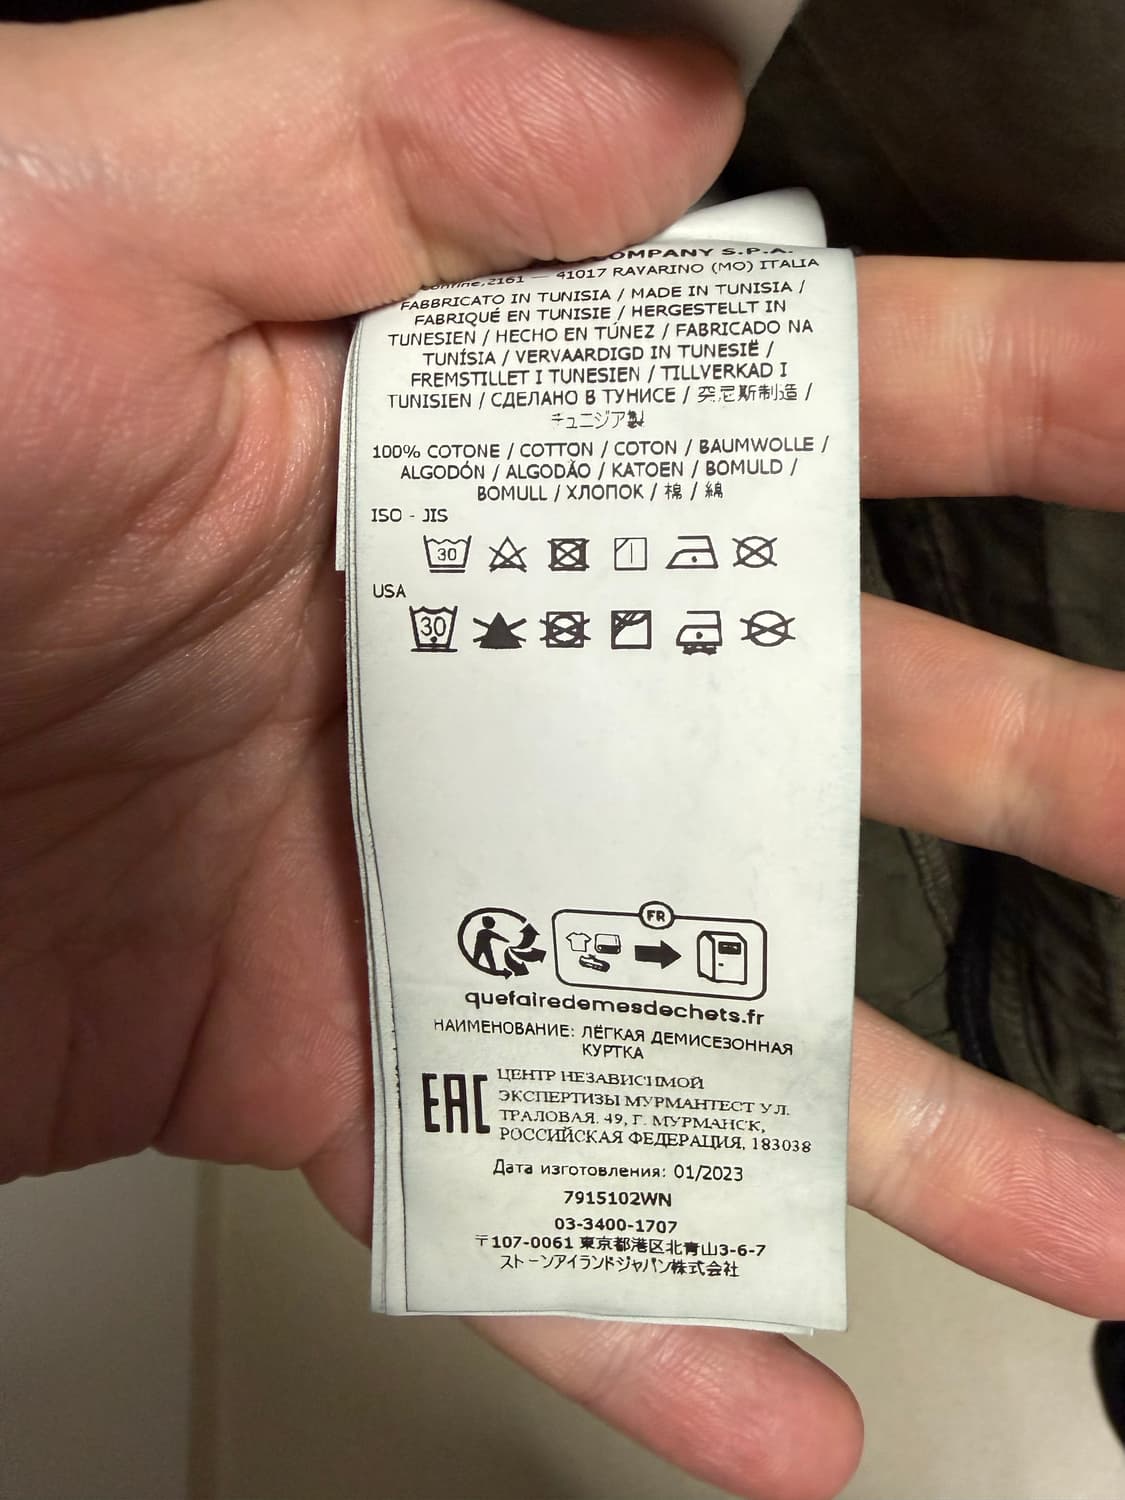 COMPANY S.P.A.
2161 — 41017 RAVARINO (MO) ITALIA
FABBRICATO IN TUNISIA / MADE IN TUNISIA /
FABRIQUÉ EN TUNISIE / HERGESTELLT IN
TUNESIEN / HECHO EN TÚNEZ / FABRICADO NA
TUNÍSIA / VERVAARDIGD IN TUNESIË /
FREMSTILLET I TUNESIEN / TILLVERKAD I
TUNISIEN / СДЕЛАНО В ТУНИСЕ / 突尼斯制造 /
チュニジア製
100% COTONE / COTTON / COTON / BAUMWOLLE /
ALGODÓN / ALGODÃO / KATOEN / BOMULD /
BOMULL / ХЛОПОК / 棉 / 綿
ISO - JIS
30
USA
30
FR
quefairedemesdechets.fr
НАИМЕНОВАНИЕ: ЛЁГКАЯ ДЕМИСЕЗОННАЯ
КУРТКА
EAC
ЦЕНТР НЕЗАВИСИМОЙ
ЭКСПЕРТИЗЫ МУРМАНТЕСТ УЛ.
ТРАЛОВАЯ. 49, Г. МУРМАНСК,
РОССИЙСКАЯ ФЕДЕРАЦИЯ, 183038
Дата изготовления: 01/2023
7915102WN
03-3400-1707
〒107-0061 東京都港区北青山3-6-7
ストーンアイランドジャパン株式会社